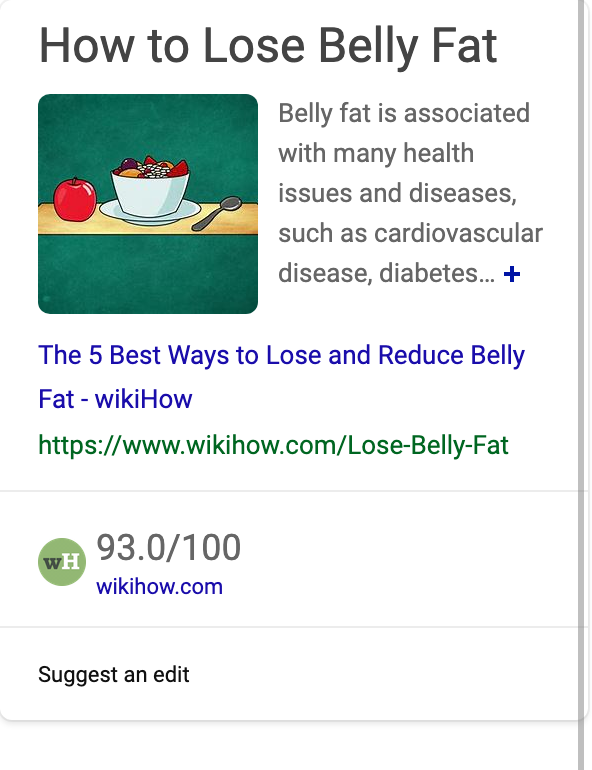 How to Lose Belly Fat
Belly fat is associated
with many health
issues and diseases,
such as cardiovascular
disease, diabetes... +
The 5 Best Ways to Lose and Reduce Belly
Fat - wikiHow
https://www.wikihow.com/Lose-Belly-Fat
wH
93.0/100
wikihow.com
Suggest an edit